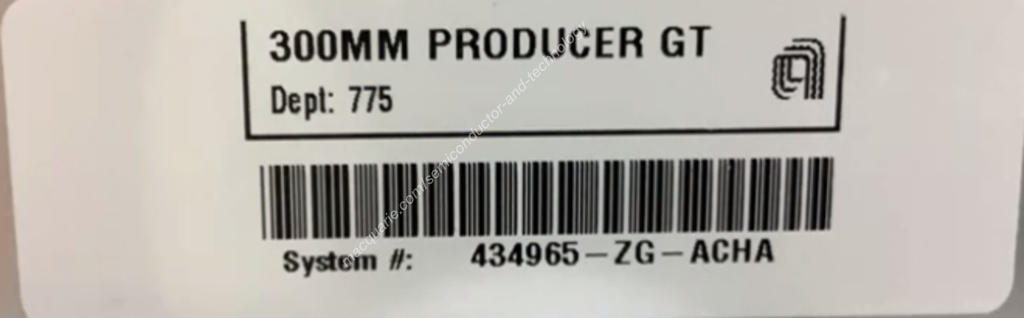 300MM PRODUCER GT
Dept: 775
macquarie.com/semiconductor-and-technology
System #: 434965-ZG-ACHA